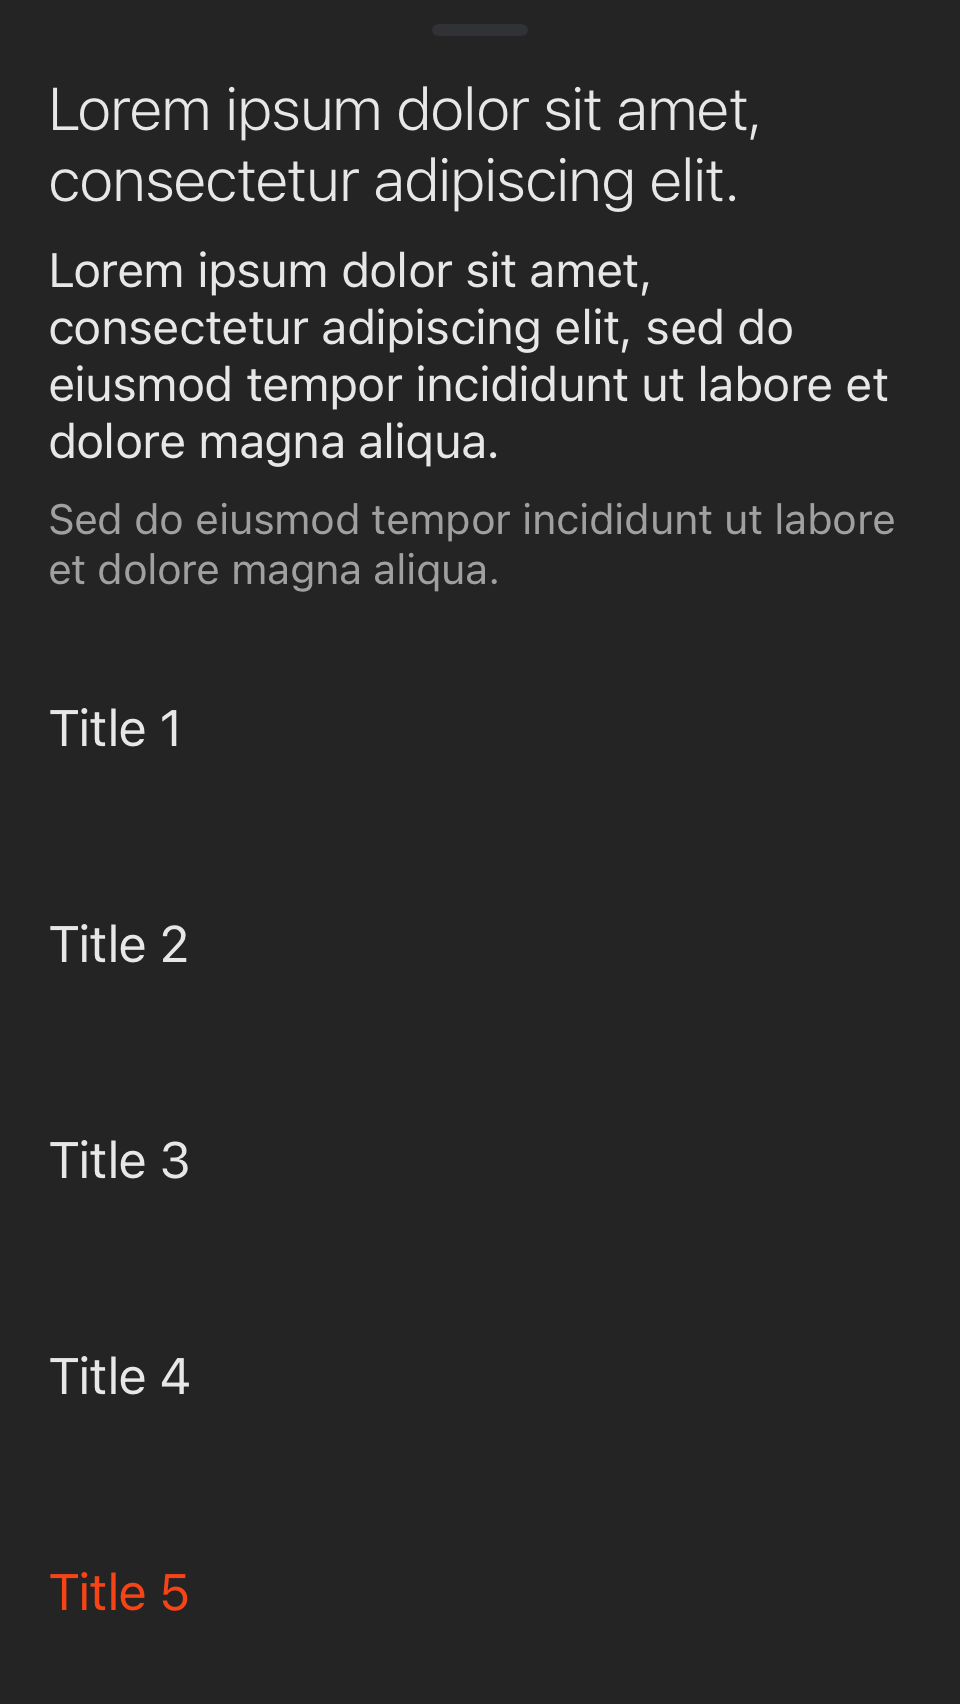 Lorem ipsum dolor sit amet,
consectetur adipiscing elit.
Lorem ipsum dolor sit amet,
consectetur adipiscing elit, sed do
eiusmod tempor incididunt ut labore et
dolore magna aliqua.
Sed do eiusmod tempor incididunt ut labore
et dolore magna aliqua.
Title 1
Title 2
Title 3
Title 4
Title 5